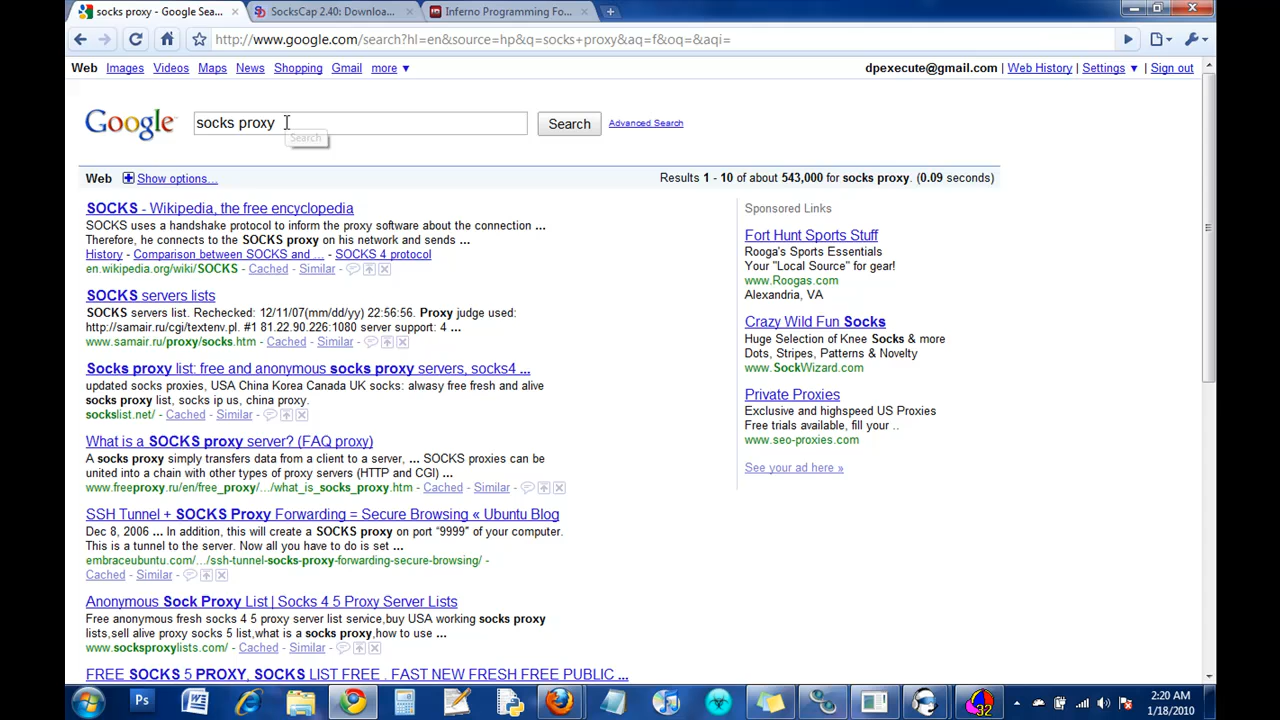 socks proxy - Google Sea...
SocksCap 2.40: Downloa...
Inferno Programming Fo...
http://www.google.com/search?hl=en&source=hp&q=socks+proxy&aq=f&oq=&aqi=
Web Images Videos Maps News Shopping Gmail more ▼
dpexecute@gmail.com | Web History | Settings ▼ | Sign out
Google
socks proxy
Search
Advanced Search
Search
Web Show options...
Results 1 - 10 of about 543,000 for socks proxy. (0.09 seconds)
SOCKS - Wikipedia, the free encyclopedia
SOCKS uses a handshake protocol to inform the proxy software about the connection ...
Therefore, he connects to the SOCKS proxy on his network and sends ...
History - Comparison between SOCKS and ... - SOCKS 4 protocol
en.wikipedia.org/wiki/SOCKS - Cached - Similar
SOCKS servers lists
SOCKS servers list. Rechecked: 12/11/07(mm/dd/yy) 22:56:56. Proxy judge used:
http://samair.ru/cgi/textenv.pl. #1 81.22.90.226:1080 server support: 4 ...
www.samair.ru/proxy/socks.htm - Cached - Similar
Socks proxy list: free and anonymous socks proxy servers, socks4 ...
updated socks proxies, USA China Korea Canada UK socks: alwasy free fresh and alive
socks proxy list, socks ip us, china proxy.
sockslist.net/ - Cached - Similar
What is a SOCKS proxy server? (FAQ proxy)
A socks proxy simply transfers data from a client to a server, ... SOCKS proxies can be
united into a chain with other types of proxy servers (HTTP and CGI) ...
www.freeproxy.ru/en/free_proxy/.../what_is_socks_proxy.htm - Cached - Similar
SSH Tunnel + SOCKS Proxy Forwarding = Secure Browsing « Ubuntu Blog
Dec 8, 2006 ... In addition, this will create a SOCKS proxy on port “9999” of your computer.
This is a tunnel to the server. Now all you have to do is set ...
embraceubuntu.com/.../ssh-tunnel-socks-proxy-forwarding-secure-browsing/ -
Cached - Similar
Anonymous Sock Proxy List | Socks 4 5 Proxy Server Lists
Free anonymous fresh socks 4 5 proxy server list service,buy USA working socks proxy
lists,sell alive proxy socks 5 list,what is a socks proxy,how to use ...
www.socksproxylists.com/ - Cached - Similar
FREE SOCKS 5 PROXY, SOCKS LIST FREE . FAST NEW FRESH FREE PUBLIC ...
Sponsored Links
Fort Hunt Sports Stuff
Rooga's Sports Essentials
Your "Local Source" for gear!
www.Roogas.com
Alexandria, VA
Crazy Wild Fun Socks
Huge Selection of Knee Socks & more
Dots, Stripes, Patterns & Novelty
www.SockWizard.com
Private Proxies
Exclusive and highspeed US Proxies
Free trials available, fill your ..
www.seo-proxies.com
See your ad here »
Ps
32
2:20 AM
1/18/2010